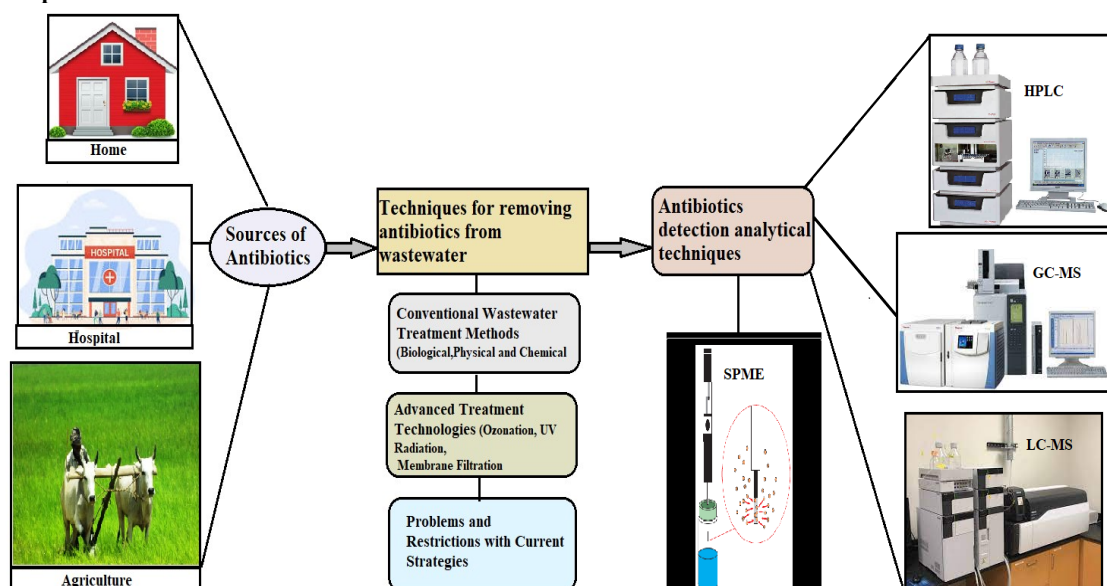 Home
HOSPITAL
Hospital
Agriculture
Sources of
Antibiotics
Techniques for removing
antibiotics from
wastewater
Conventional Wastewater
Treatment Methods
(Biological,Physical and Chemical
Advanced Treatment
Technologies (Ozonation, UV
Radiation,
Membrane Filtration
Problems and
Restrictions with Current
Strategies
Antibiotics
detection analytical
techniques
SPME
HPLC
GC-MS
LC-MS